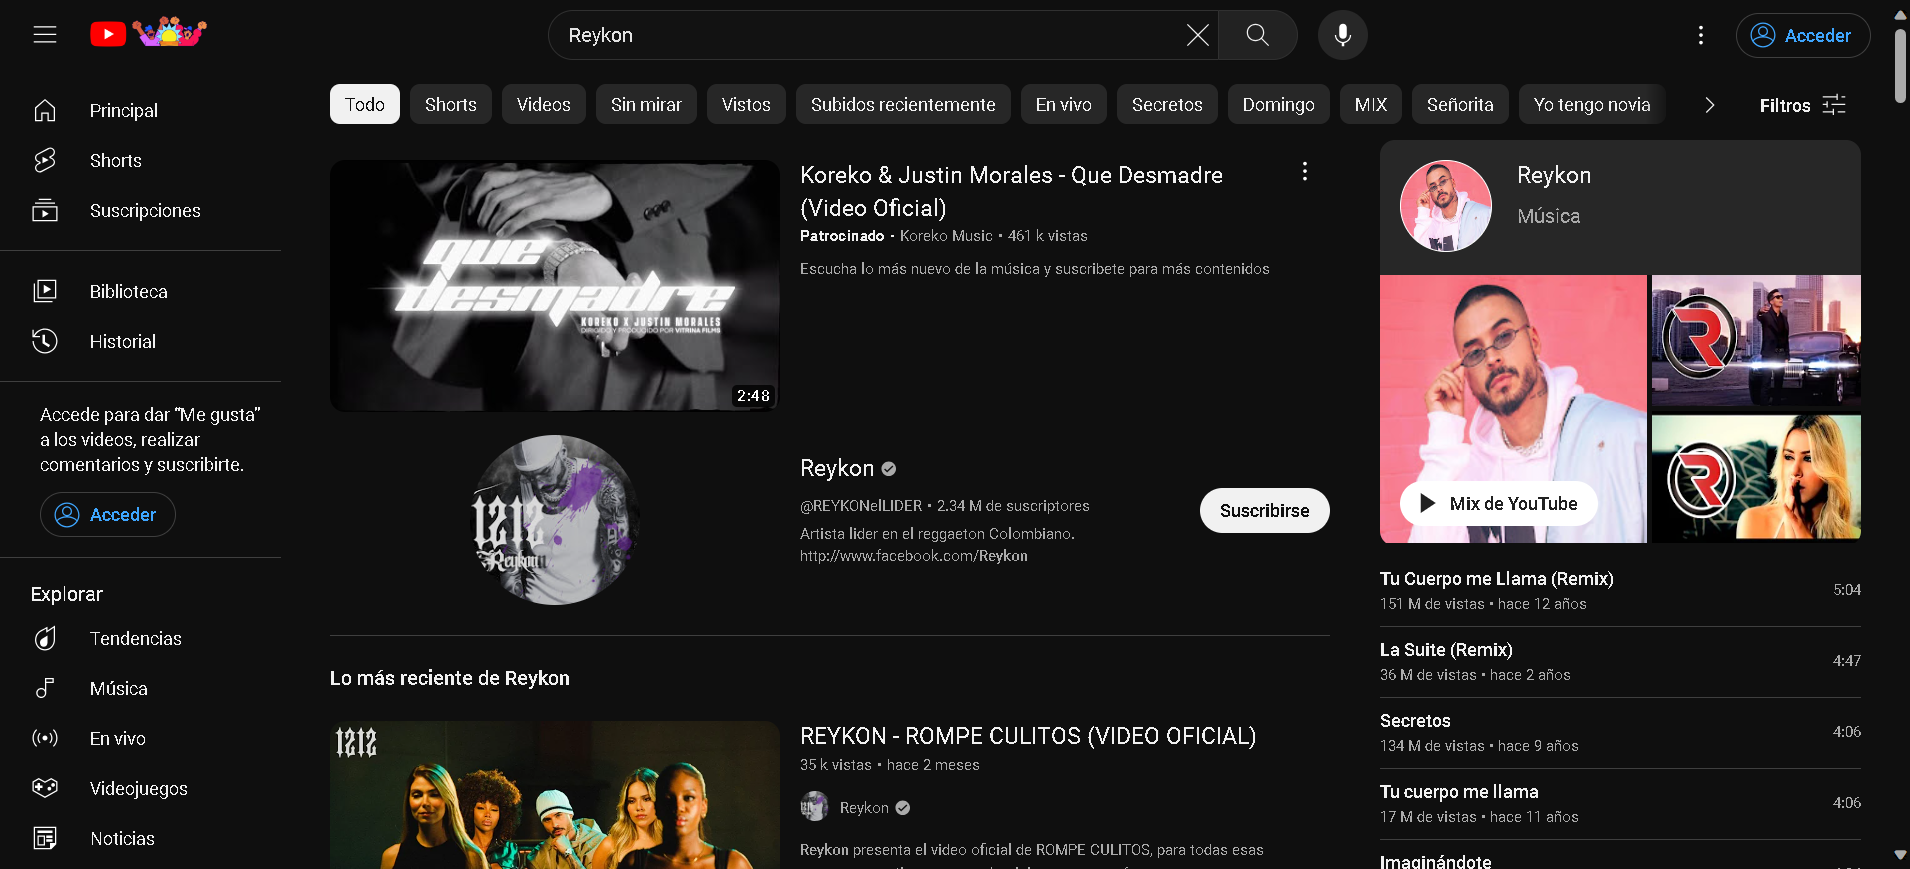 Reykon
Acceder
Principal
Shorts
Suscripciones
Biblioteca
Historial
Accede para dar “Me gusta”
a los videos, realizar
comentarios y suscribirte.
Acceder
Explorar
Tendencias
Música
En vivo
Videojuegos
Noticias
Todo
Shorts
Videos
Sin mirar
Vistos
Subidos recientemente
En vivo
Secretos
Domingo
MIX
Señorita
Yo tengo novia
Filtros
que
desmadre
KOREKO X JUSTIN MORALES
DIRIGIDO Y PRODUCIDO POR VITRINA FILMS
2:48
Koreko & Justin Morales - Que Desmadre
(Video Oficial)
Patrocinado • Koreko Music • 461 k vistas
Escucha lo más nuevo de la música y suscribete para más contenidos
1212
Reykon
Reykon
@REYKONelLIDER • 2.34 M de suscriptores
Artista lider en el reggaeton Colombiano.
http://www.facebook.com/Reykon
Suscribirse
Lo más reciente de Reykon
1212
REYKON - ROMPE CULITOS (VIDEO OFICIAL)
35 k vistas • hace 2 meses
Reykon
Reykon presenta el video oficial de ROMPE CULITOS, para todas esas
Reykon
Música
R
R
Mix de YouTube
Tu Cuerpo me Llama (Remix)
151 M de vistas • hace 12 años
5:04
La Suite (Remix)
36 M de vistas • hace 2 años
4:47
Secretos
134 M de vistas • hace 9 años
4:06
Tu cuerpo me llama
17 M de vistas • hace 11 años
4:06
Imaginándote